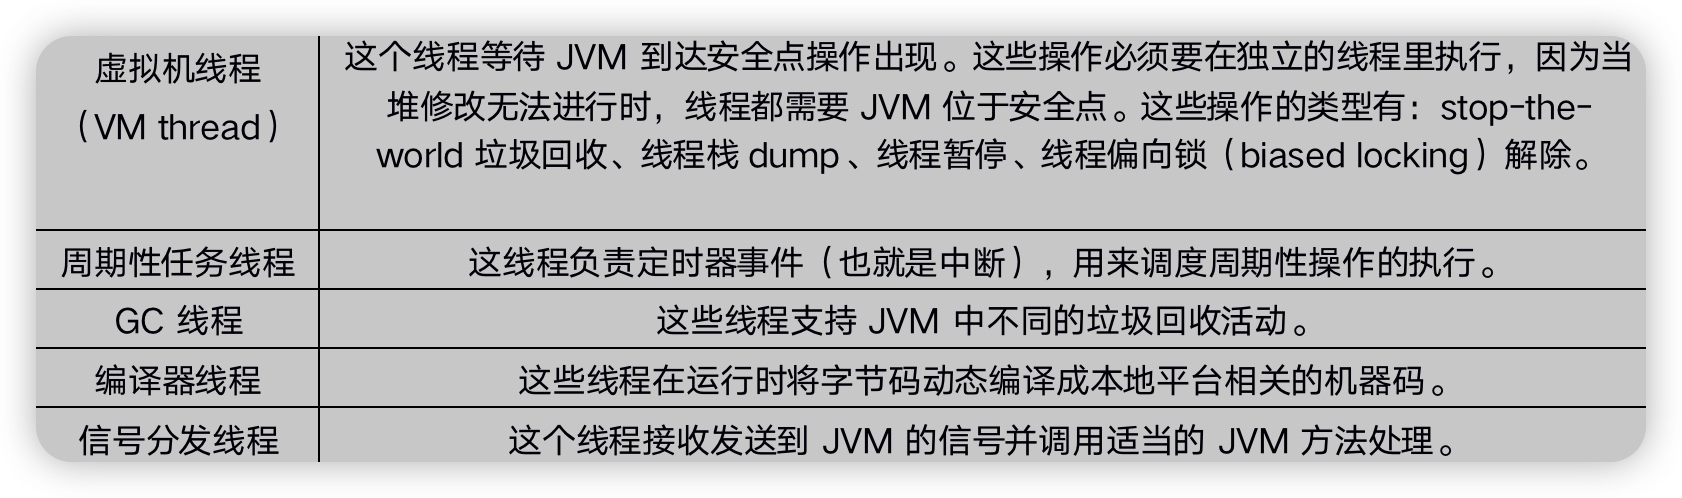 虚拟机线程
（VM thread）
这个线程等待 JVM 到达安全点操作出现。这些操作必须要在独立的线程里执行，因为当
堆修改无法进行时，线程都需要 JVM 位于安全点。这些操作的类型有：stop-the-
world 垃圾回收、线程栈 dump、线程暂停、线程偏向锁（biased locking）解除。
周期性任务线程
这线程负责定时器事件（也就是中断），用来调度周期性操作的执行。
GC 线程
这些线程支持 JVM 中不同的垃圾回收活动。
编译器线程
这些线程在运行时将字节码动态编译成本地平台相关的机器码。
信号分发线程
这个线程接收发送到 JVM 的信号并调用适当的 JVM 方法处理。